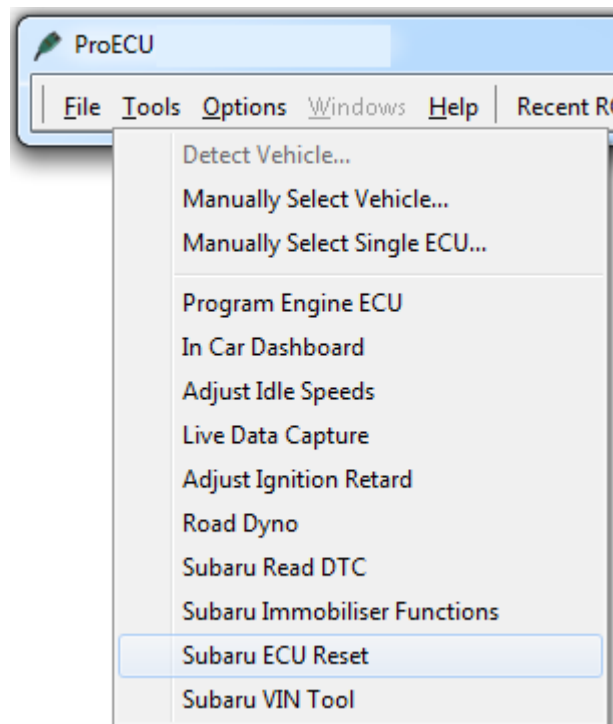 ProECU
File Tools Options Windows Help Recent R
Detect Vehicle...
Manually Select Vehicle...
Manually Select Single ECU...
Program Engine ECU
In Car Dashboard
Adjust Idle Speeds
Live Data Capture
Adjust Ignition Retard
Road Dyno
Subaru Read DTC
Subaru Immobiliser Functions
Subaru ECU Reset
Subaru VIN Tool